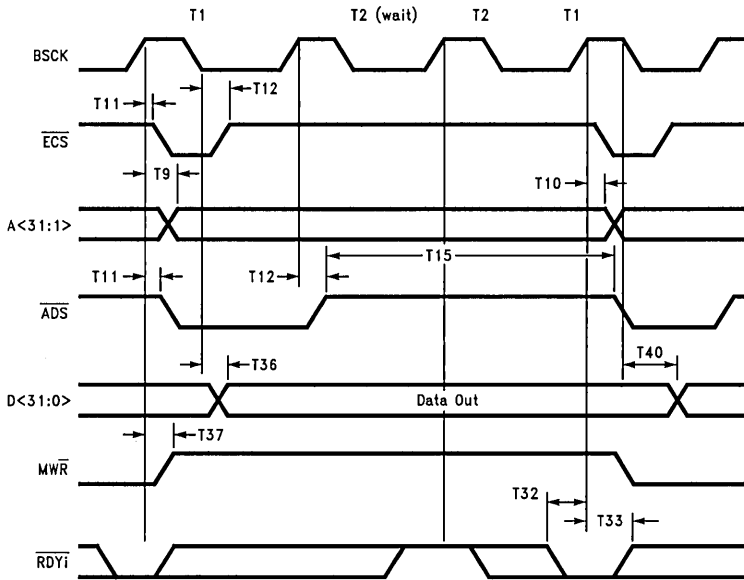 T1 T2 (wait) T2 T1
BSCK
T11 T12
ECS
T9 T10
A<31:1>
T15
T11 T12
ADS
T36 T40
D<31:0> Data Out
T37
MWR
T32 T33
RDYi